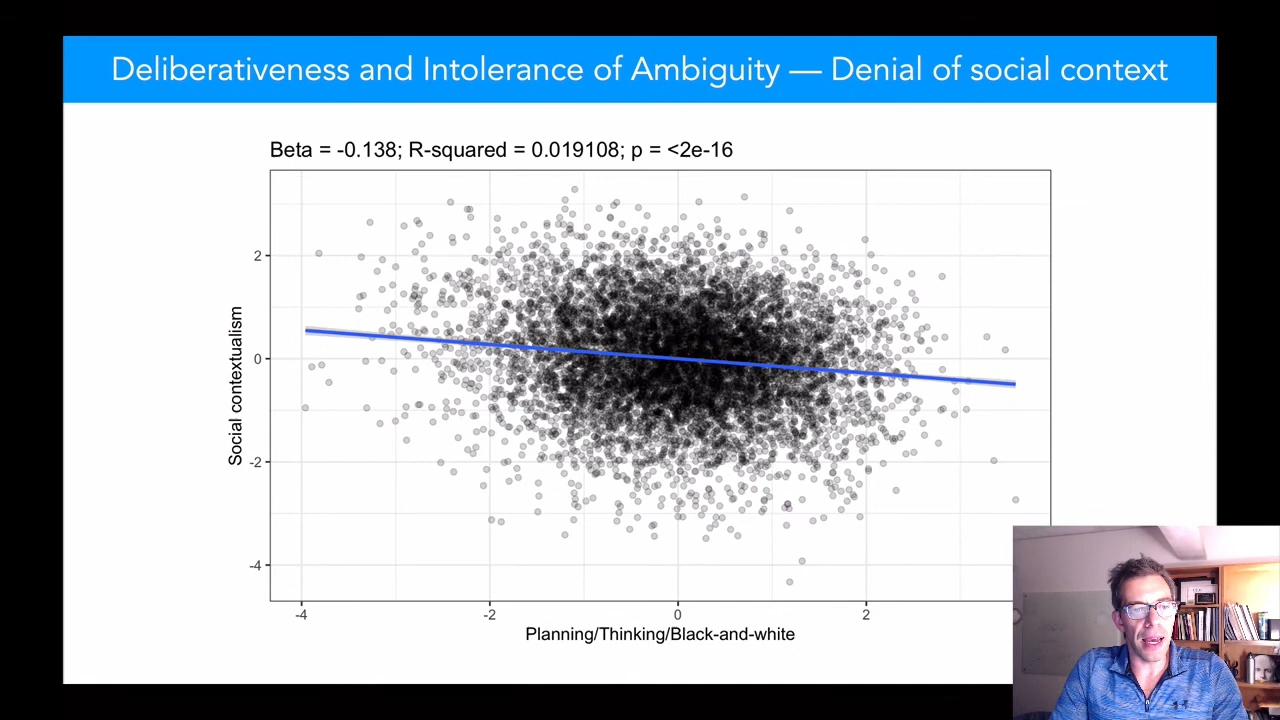 Deliberativeness and Intolerance of Ambiguity — Denial of social context
Beta = -0.138; R-squared = 0.019108; p = <2e-16
Social contextualism
2
0
-2
-4
-4
-2
0
2
Planning/Thinking/Black-and-white